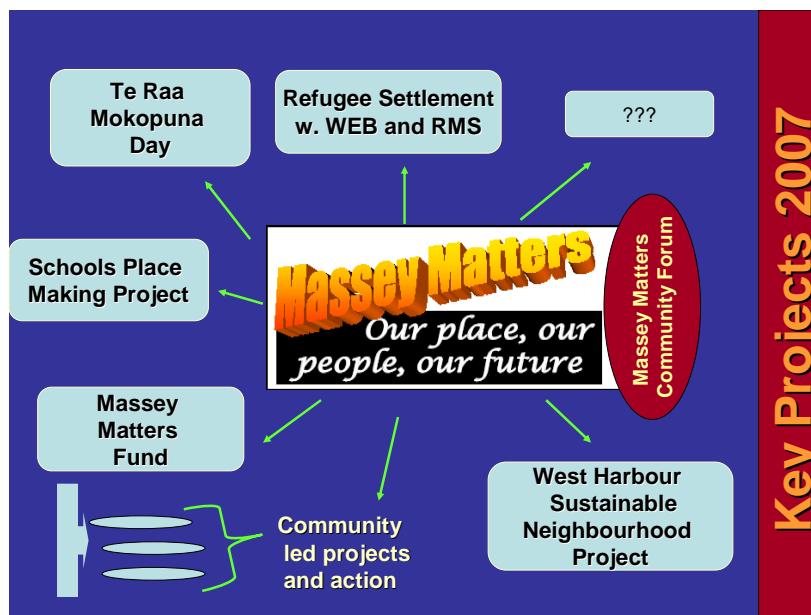 Te Raa
Mokopuna
Day
Refugee Settlement
w. WEB and RMS
???
Schools Place
Making Project
Massey Matters
Our place, our
people, our future
Massey Matters
Community Forum
Massey
Matters
Fund
Community
led projects
and action
West Harbour
Sustainable
Neighbourhood
Project
Key Projects 2007